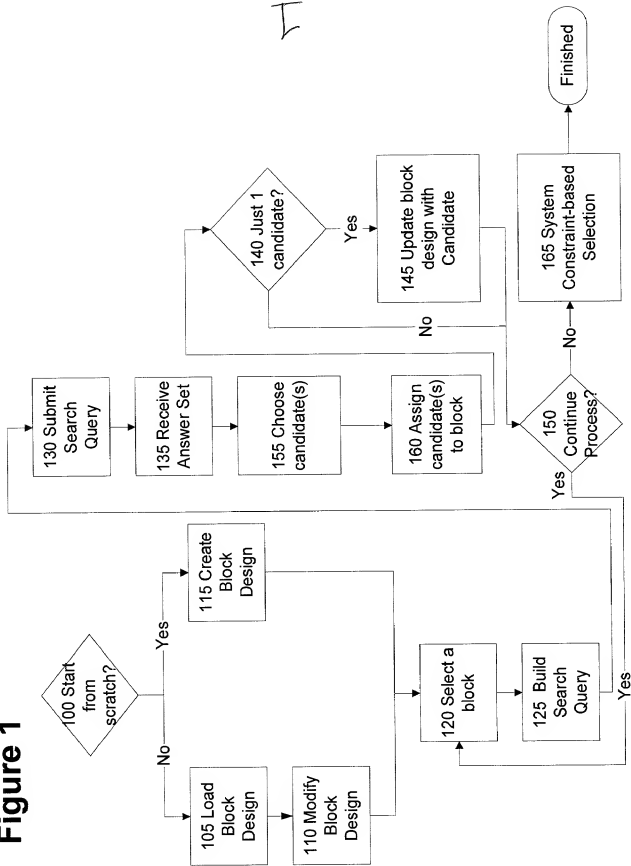 Figure 1
100 Start
from
scratch?
No
Yes
105 Load
Block
Design
110 Modify
Block
Design
115 Create
Block
Design
120 Select a
block
125 Build
Search
Query
130 Submit
Search
Query
135 Receive
Answer Set
155 Choose
candidate(s)
160 Assign
candidate(s)
to block
140 Just 1
candidate?
Yes
No
145 Update block
design with
Candidate
150
Continue
Process?
Yes
Yes
No
165 System
Constraint-based
Selection
Finished